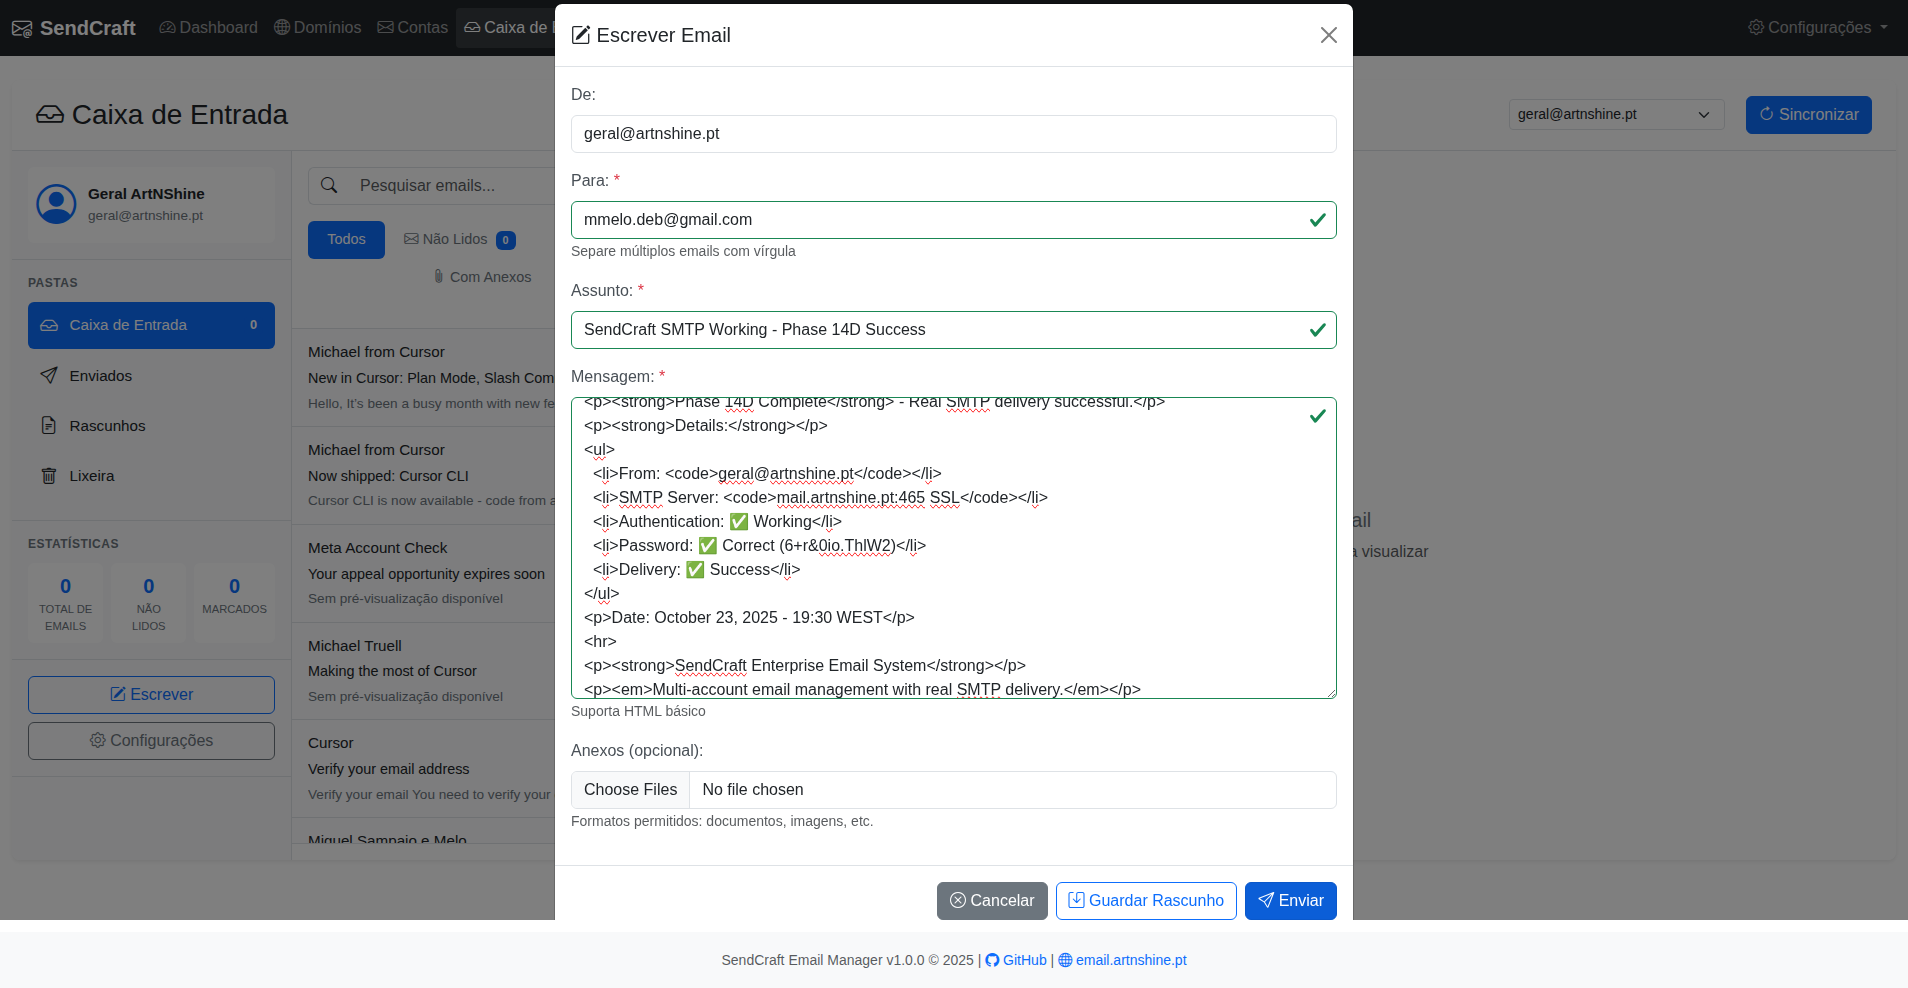 SendCraft
Dashboard
Domínios
Contas
Caixa de
Configurações
Caixa de Entrada
geral@artnshine.pt
Sincronizar
Geral ArtNShine
geral@artnshine.pt
PASTAS
Caixa de Entrada 0
Enviados
Rascunhos
Lixeira
ESTATÍSTICAS
0
TOTAL DE
EMAILS
0
NÃO
LIDOS
0
MARCADOS
Escrever
Configurações
Pesquisar emails...
Todos
Não Lidos 0
Com Anexos
Michael from Cursor
New in Cursor: Plan Mode, Slash Com
Hello, It's been a busy month with new fe
Michael from Cursor
Now shipped: Cursor CLI
Cursor CLI is now available - code from a
Meta Account Check
Your appeal opportunity expires soon
Sem pré-visualização disponível
Michael Truell
Making the most of Cursor
Sem pré-visualização disponível
Cursor
Verify your email address
Verify your email You need to verify your
Miguel Sampaio e Melo
Escrever Email
De:
geral@artnshine.pt
Para: *
mmelo.deb@gmail.com
Separe múltiplos emails com vírgula
Assunto: *
SendCraft SMTP Working - Phase 14D Success
Mensagem: *
<p><strong>Phase 14D Complete</strong> - Real SMTP delivery successful.</p>
<p><strong>Details:</strong></p>
<ul>
<li>From: <code>geral@artnshine.pt</code></li>
<li>SMTP Server: <code>mail.artnshine.pt:465 SSL</code></li>
<li>Authentication: ✅ Working</li>
<li>Password: ✅ Correct (6+r&0io.ThlW2)</li>
<li>Delivery: ✅ Success</li>
</ul>
<p>Date: October 23, 2025 - 19:30 WEST</p>
<hr>
<p><strong>SendCraft Enterprise Email System</strong></p>
<p><em>Multi-account email management with real SMTP delivery.</em></p>
Suporta HTML básico
Anexos (opcional):
Choose Files No file chosen
Formatos permitidos: documentos, imagens, etc.
Cancelar
Guardar Rascunho
Enviar
ail
a visualizar
SendCraft Email Manager v1.0.0 © 2025 | GitHub | email.artnshine.pt